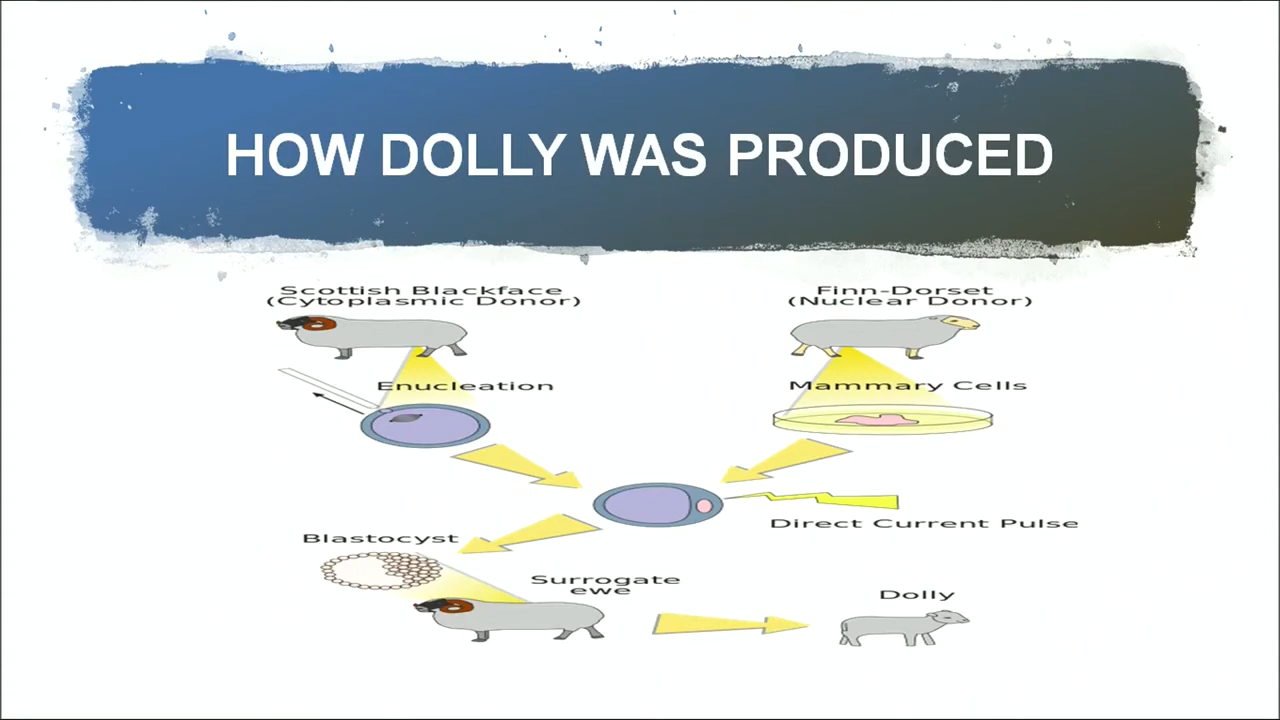 HOW DOLLY WAS PRODUCED
Scottish Blackface
(Cytoplasmic Donor)
Finn-Dorset
(Nuclear Donor)
Enucleation
Mammary Cells
Direct Current Pulse
Blastocyst
Surrogate
ewe
Dolly